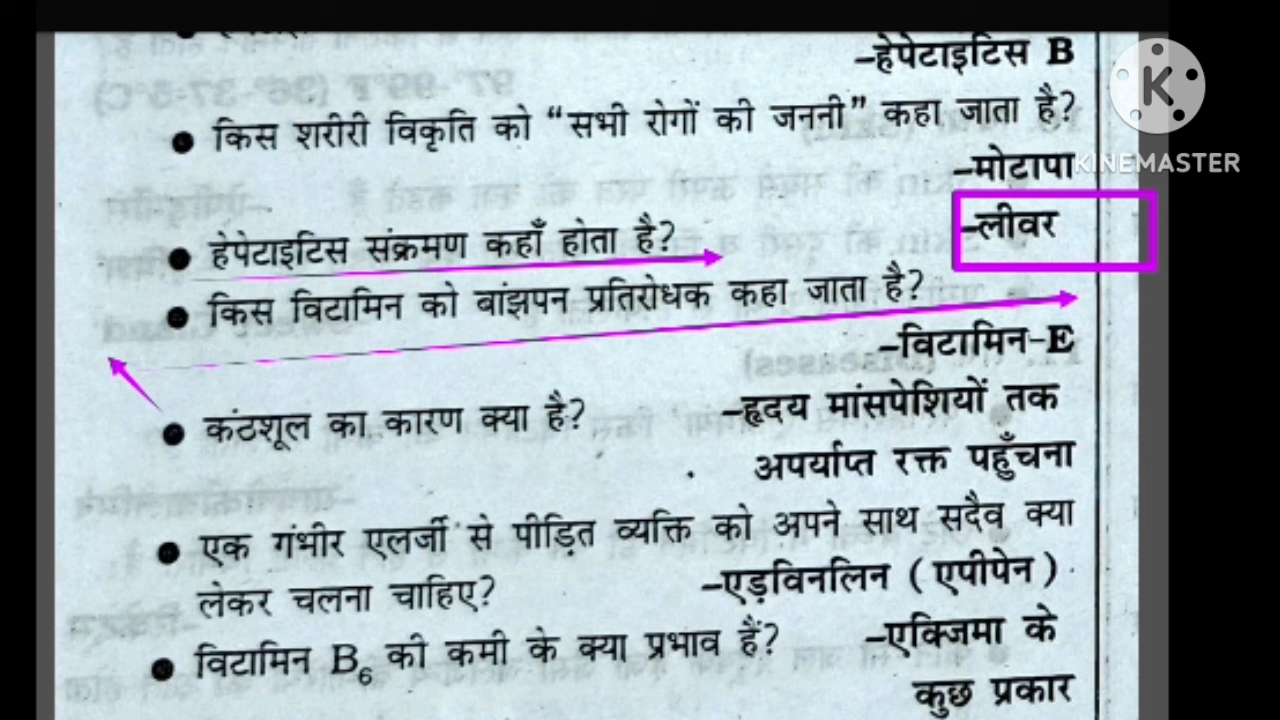 –हेपेटाइटिस B
● किस शरीरी विकृति को “सभी रोगों की जननी” कहा जाता है?
–मोटापा
● हेपेटाइटिस संक्रमण कहाँ होता है? –लीवर
● किस विटामिन को बांझपन प्रतिरोधक कहा जाता है?
–विटामिन-E
● कंठशूल का कारण क्या है? –हृदय मांसपेशियों तक
अपर्याप्त रक्त पहुँचना
● एक गंभीर एलर्जी से पीड़ित व्यक्ति को अपने साथ सदैव क्या
लेकर चलना चाहिए? –एड्रविनलिन (एपीपेन)
● विटामिन B₆ की कमी के क्या प्रभाव हैं? –एक्जिमा के
कुछ प्रकार
K
KINEMASTER